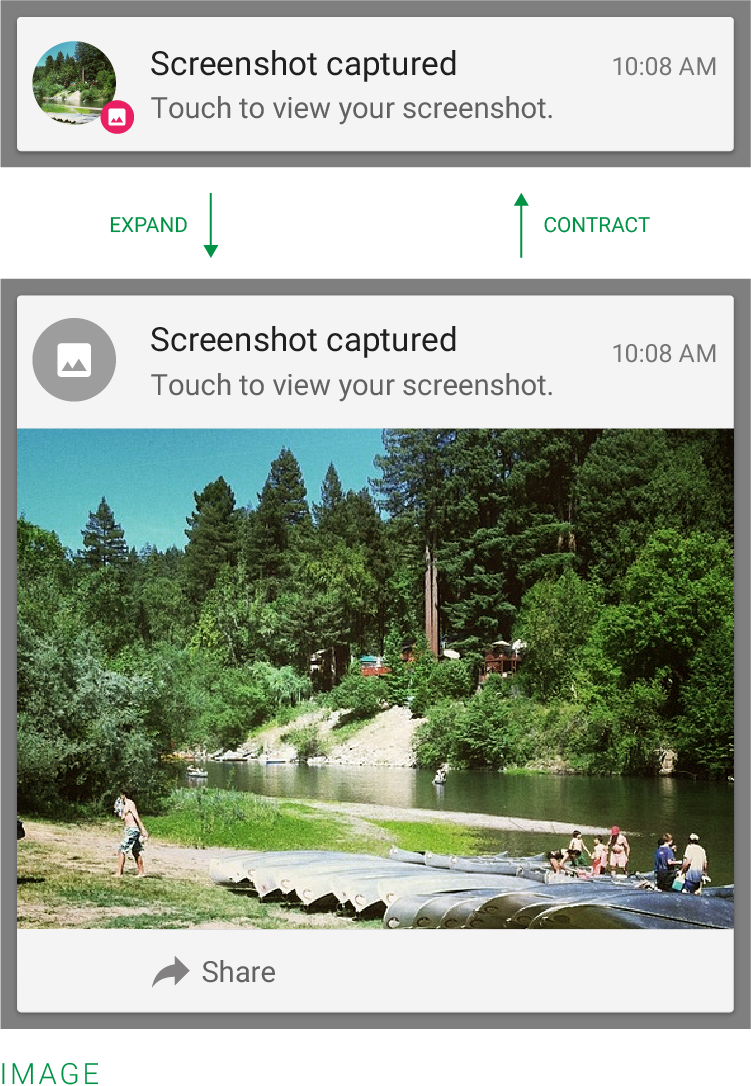 Screenshot captured
10:08 AM
Touch to view your screenshot.
EXPAND
CONTRACT
Screenshot captured
10:08 AM
Touch to view your screenshot.
Share
IMAGE